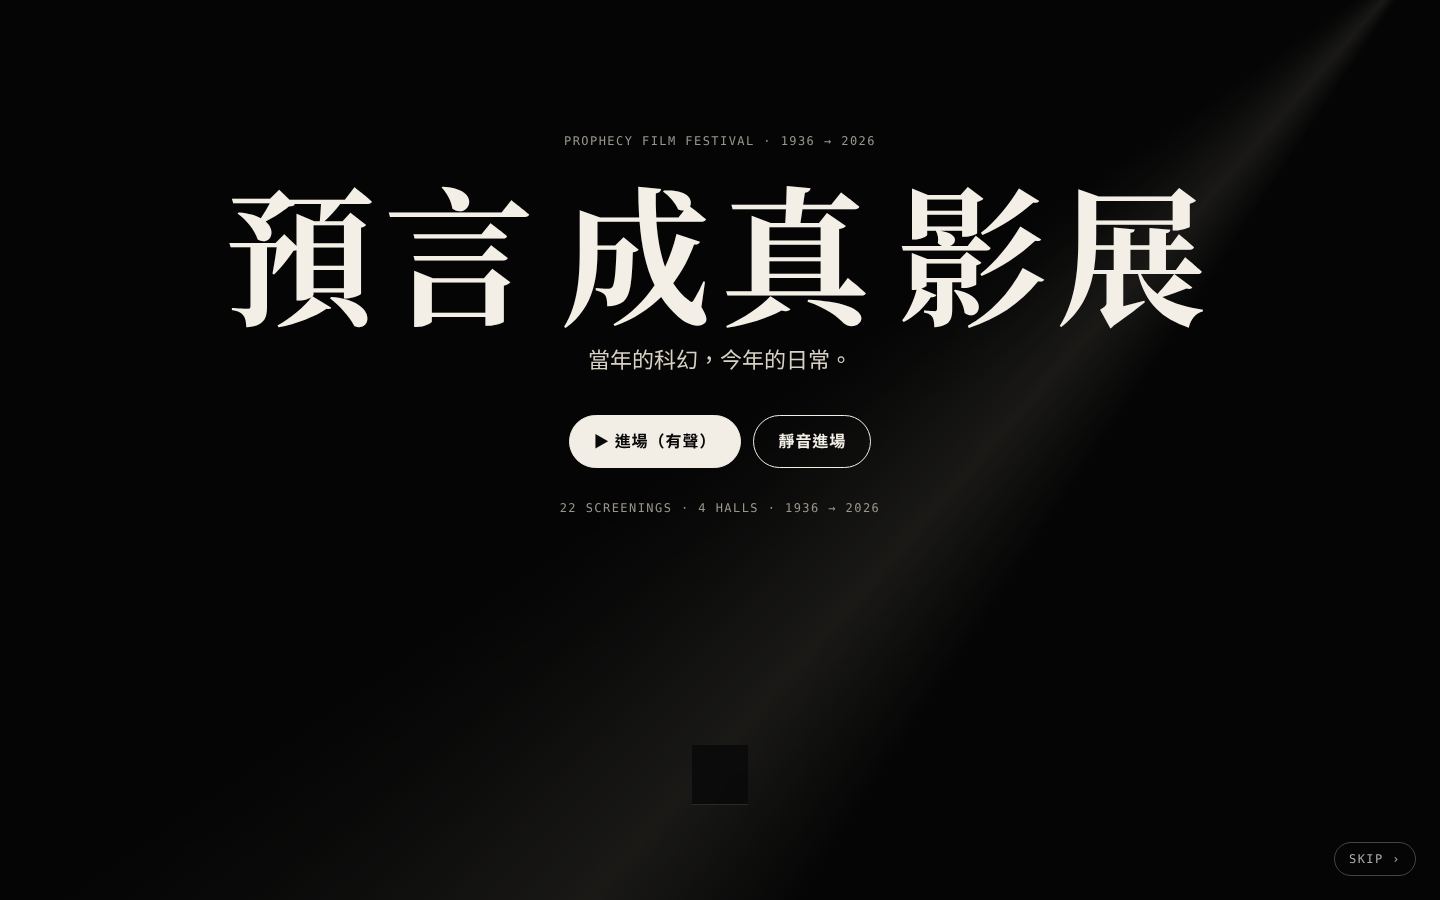 PROPHECY FILM FESTIVAL · 1936 → 2026
預言成真影展
當年的科幻，今年的日常。
▶ 進場（有聲）
靜音進場
22 SCREENINGS · 4 HALLS · 1936 → 2026
SKIP ›